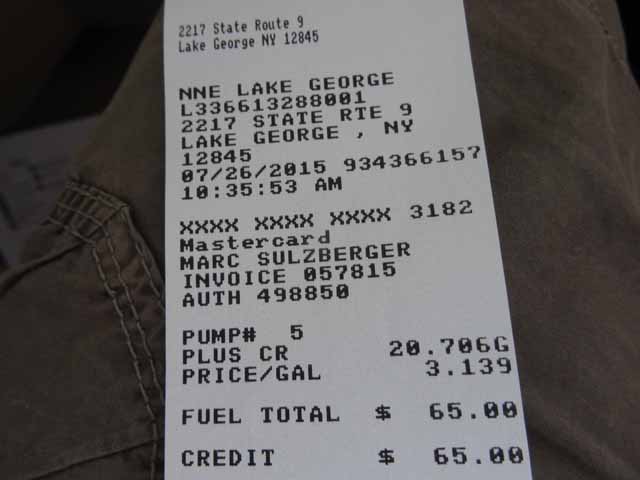 2217 State Route 9
Lake George NY 12845
NNE LAKE GEORGE
L336613288001
2217 STATE RTE 9
LAKE GEORGE , NY
12845
07/26/2015 934366157
10:35:53 AM
XXXX XXXX XXXX 3182
Mastercard
MARC SULZBERGER
INVOICE 057815
AUTH 498850
PUMP# 5
PLUS CR 20.706G
PRICE/GAL 3.139
FUEL TOTAL $ 65.00
CREDIT $ 65.00